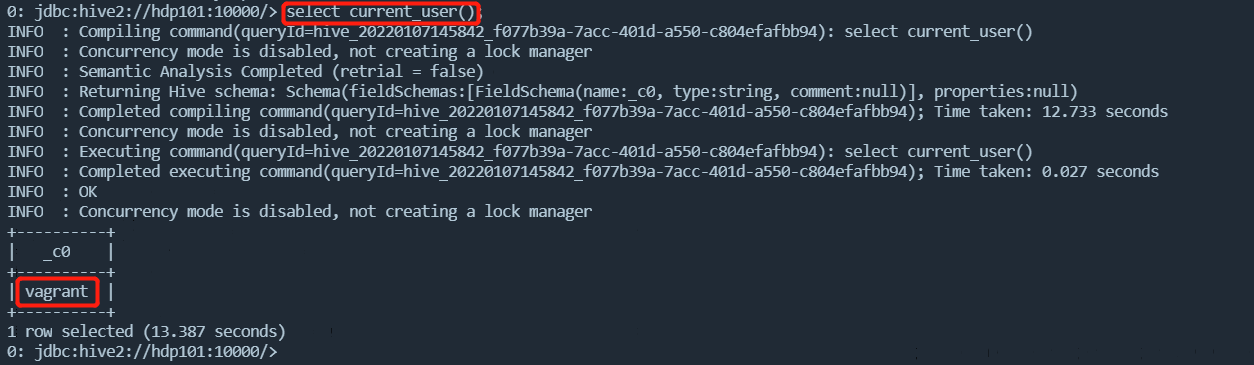 0: jdbc:hive2://hdp101:10000/> select current_user();
INFO  : Compiling command(queryId=hive_20220107145842_f077b39a-7acc-401d-a550-c804efafbb94): select current_user()
INFO  : Concurrency mode is disabled, not creating a lock manager
INFO  : Semantic Analysis Completed (retrial = false)
INFO  : Returning Hive schema: Schema(fieldSchemas:[FieldSchema(name:_c0, type:string, comment:null)], properties:null)
INFO  : Completed compiling command(queryId=hive_20220107145842_f077b39a-7acc-401d-a550-c804efafbb94); Time taken: 12.733 seconds
INFO  : Concurrency mode is disabled, not creating a lock manager
INFO  : Executing command(queryId=hive_20220107145842_f077b39a-7acc-401d-a550-c804efafbb94): select current_user()
INFO  : Completed executing command(queryId=hive_20220107145842_f077b39a-7acc-401d-a550-c804efafbb94); Time taken: 0.027 seconds
INFO  : OK
INFO  : Concurrency mode is disabled, not creating a lock manager
+----------+
|   _c0    |
+----------+
| vagrant  |
+----------+
1 row selected (13.387 seconds)
0: jdbc:hive2://hdp101:10000/>